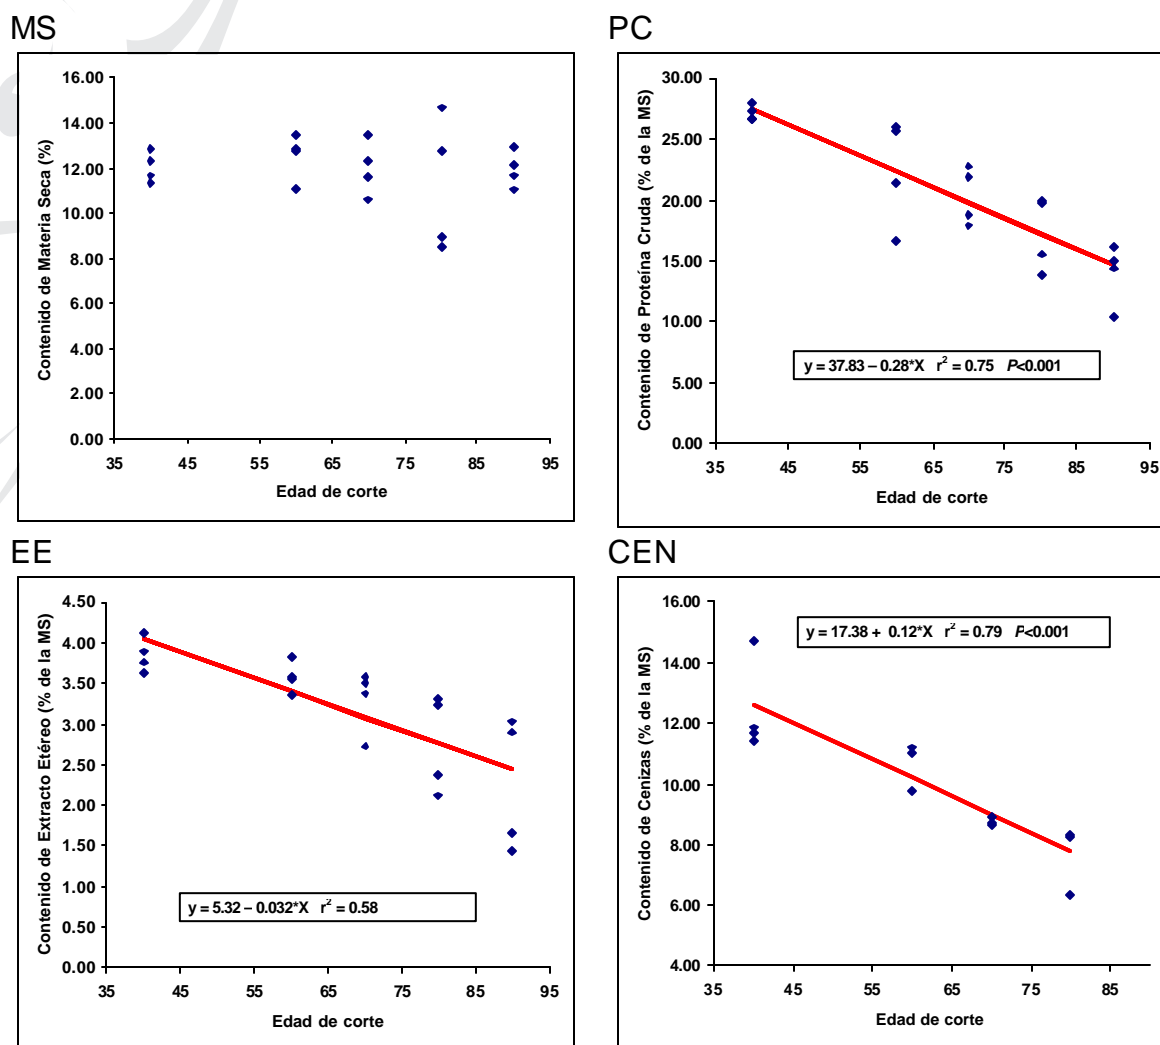 MS
16.00
14.00
12.00
10.00
8.00
6.00
4.00
2.00
0.00
Contenido de Materia Seca (%)
35 45 55 65 75 85 95
Edad de corte
PC
30.00
25.00
20.00
15.00
10.00
5.00
0.00
Contenido de Proteína Cruda (% de la MS)
y = 37.83 – 0.28*X r² = 0.75 P<0.001
35 45 55 65 75 85 95
Edad de corte
EE
4.50
4.00
3.50
3.00
2.50
2.00
1.50
1.00
0.50
0.00
Contenido de Extracto Etéreo (% de la MS)
y = 5.32 – 0.032*X r² = 0.58
35 45 55 65 75 85 95
Edad de corte
CEN
16.00
14.00
12.00
10.00
8.00
6.00
4.00
Contenido de Cenizas (% de la MS)
y = 17.38 + 0.12*X r² = 0.79 P<0.001
35 45 55 65 75 85
Edad de corte